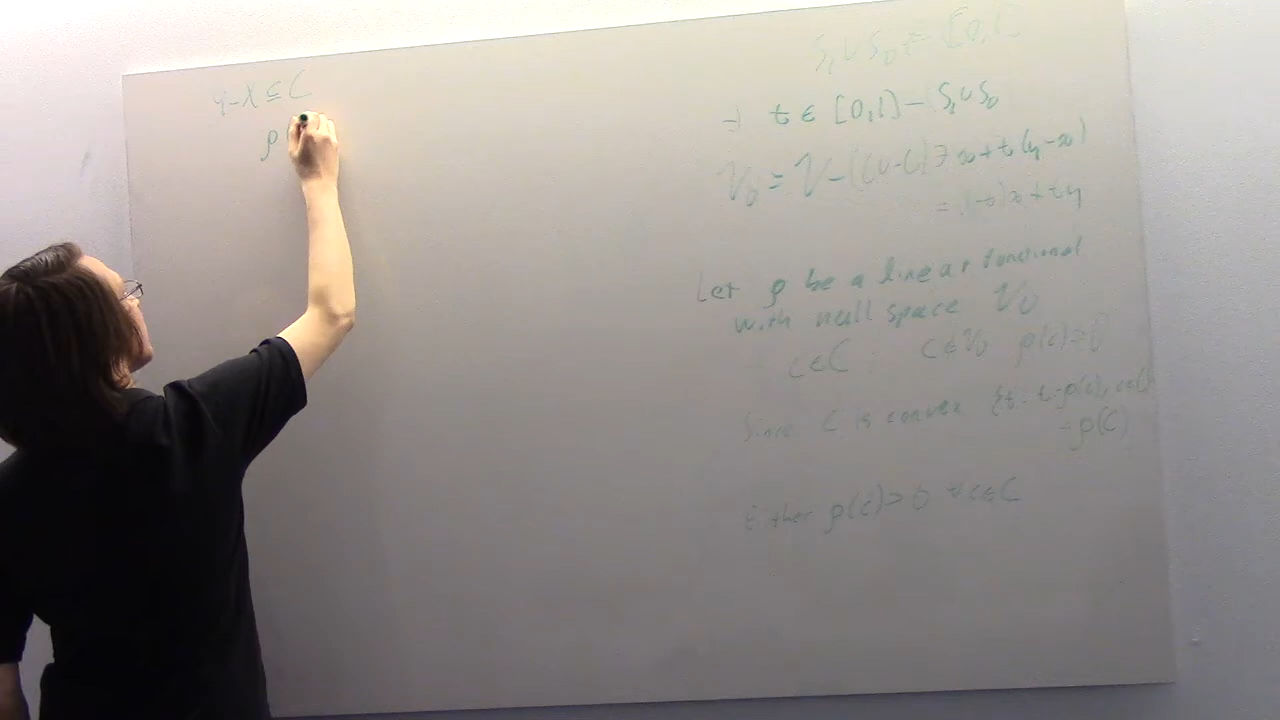 Y-X ⊆ C
ρ(
S₁ ∪ S₀ ≠ [0,1]
→ t ∈ [0,1] - (S₁ ∪ S₀)
V₀ = V - (C ∪ -C) ∋ x + t(y-x)
= (1-t)x + ty
Let ρ be a linear functional
with null space V₀
c ∈ C, c ∉ V₀ ρ(c) ≠ 0
Since C is convex {t: t=ρ(c), c∈C}
= ρ(C)
Either ρ(c) > 0 ∀ c ∈ C